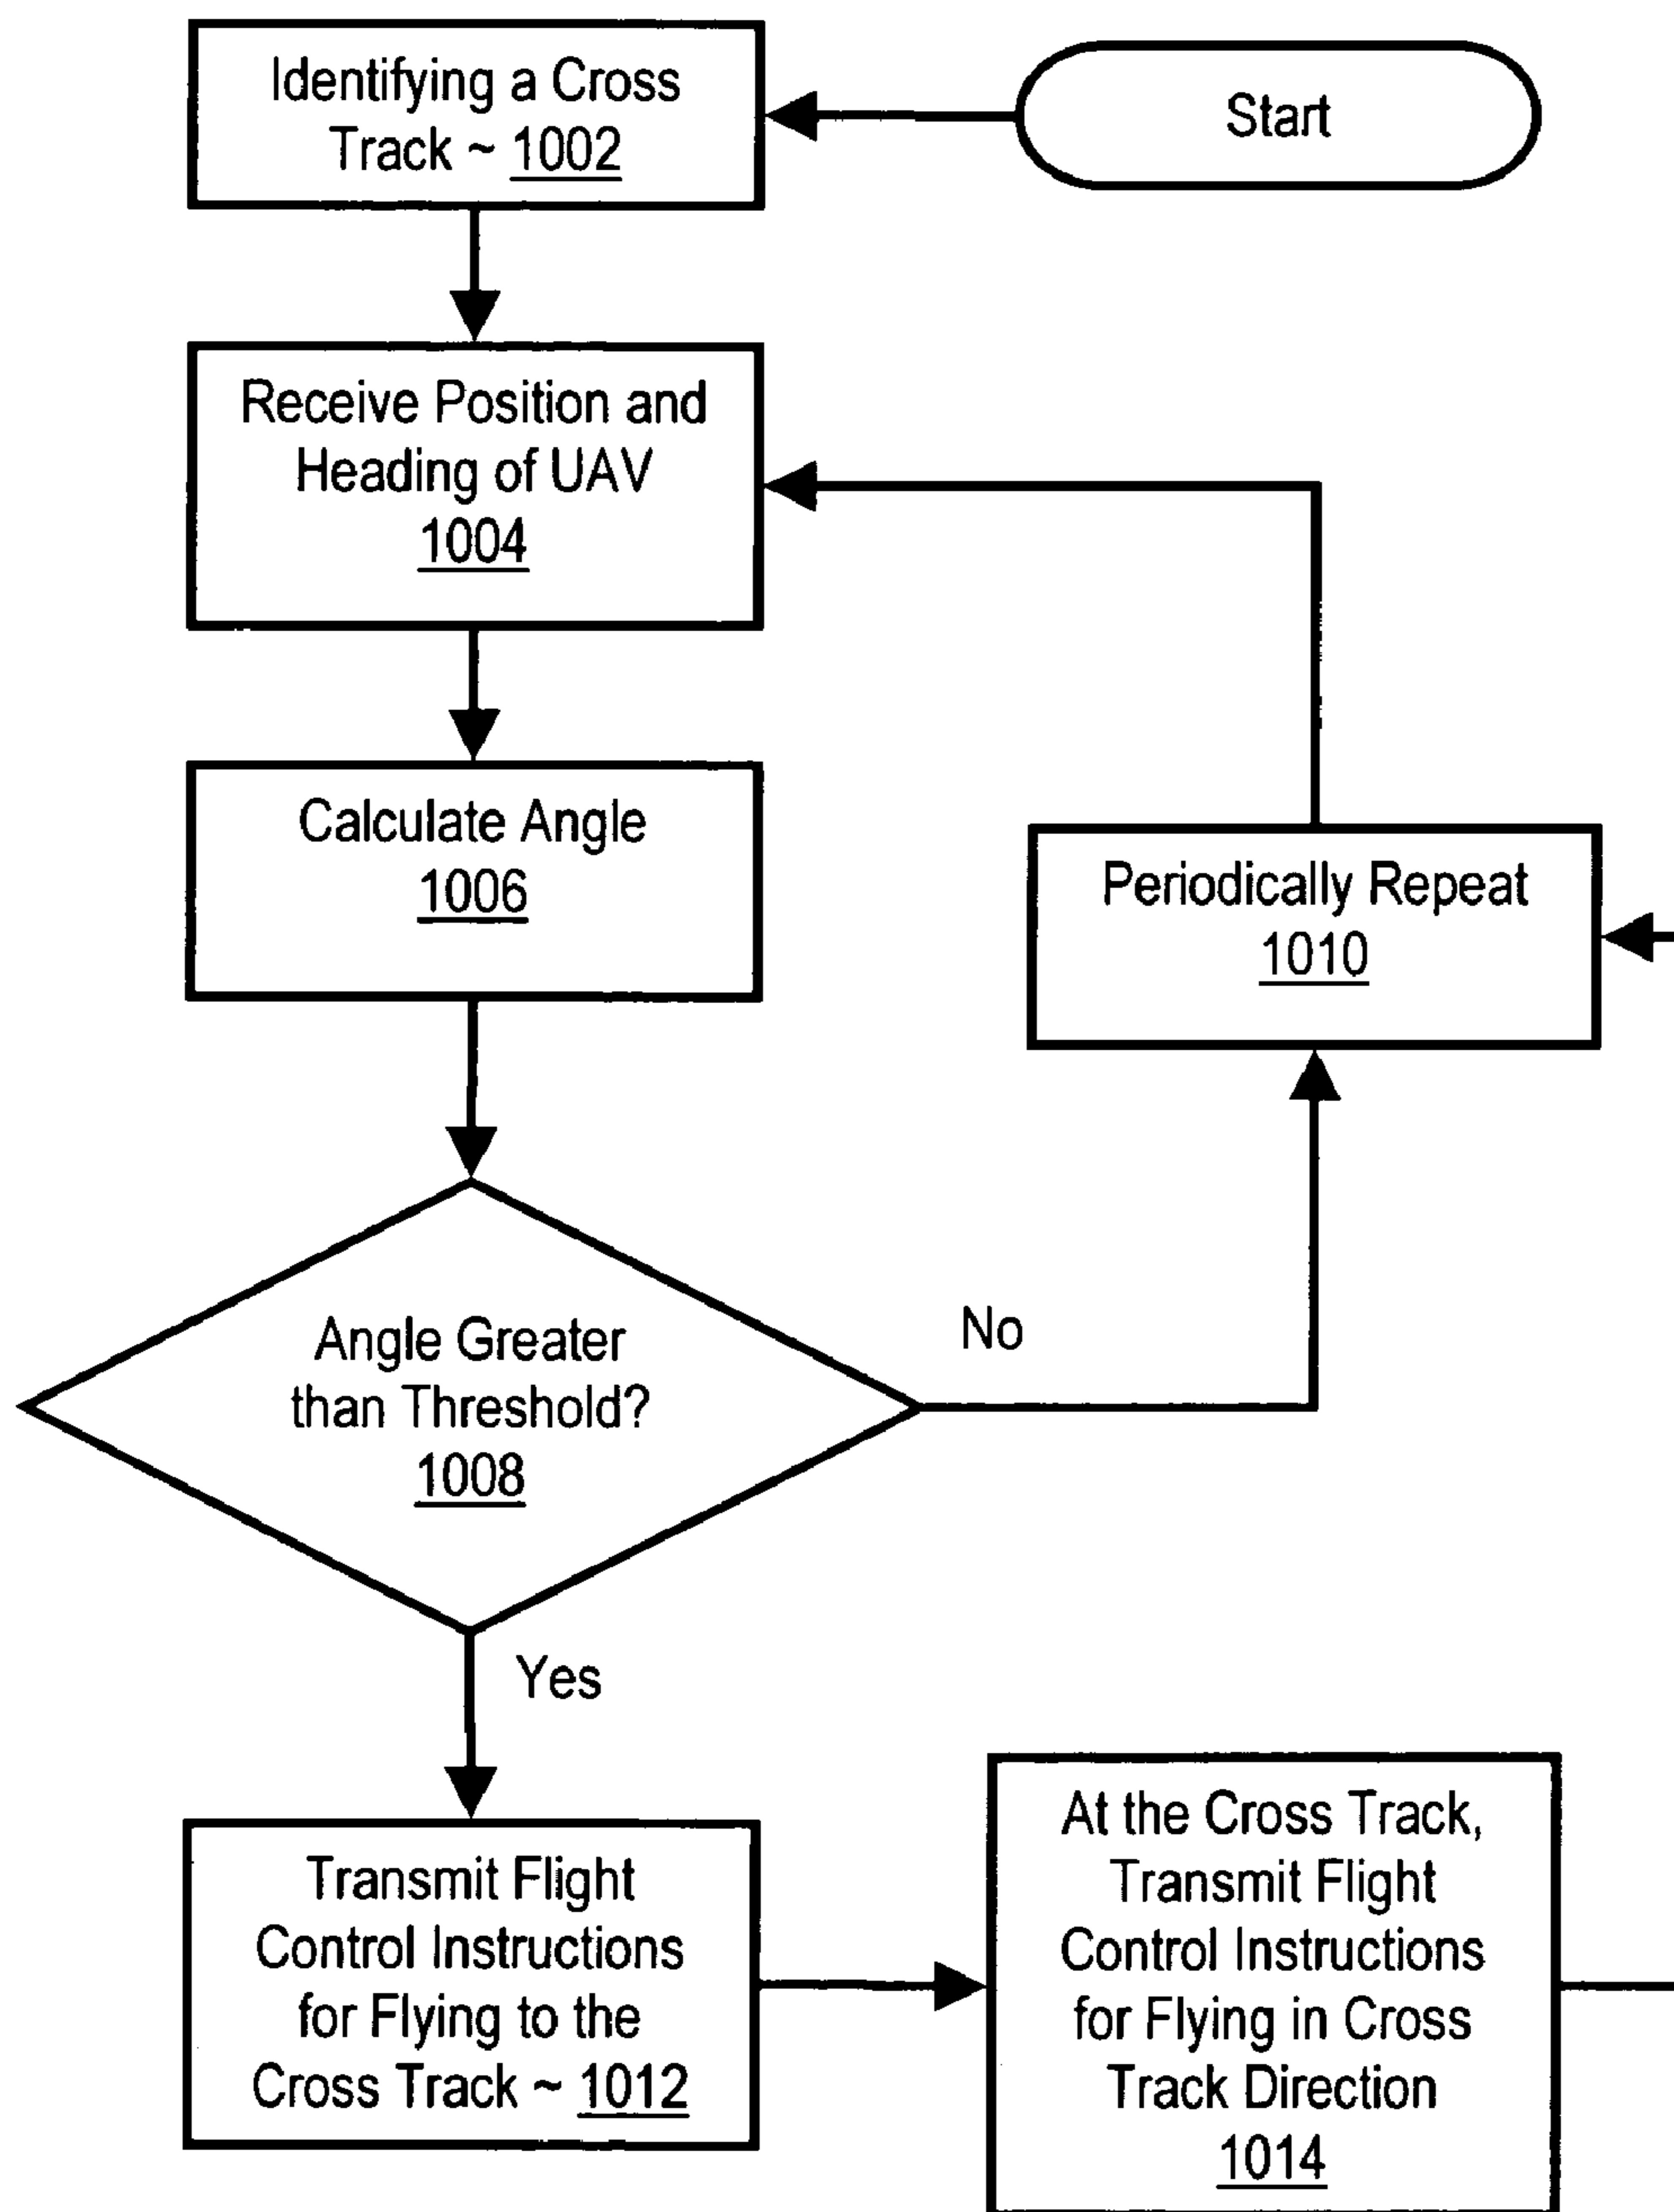 Identifying a Cross
Track ~ 1002
Start
Receive Position and
Heading of UAV
1004
Calculate Angle
1006
Periodically Repeat
1010
Angle Greater
than Threshold?
1008
No
Yes
Transmit Flight
Control Instructions
for Flying to the
Cross Track ~ 1012
At the Cross Track,
Transmit Flight
Control Instructions
for Flying in Cross
Track Direction
1014